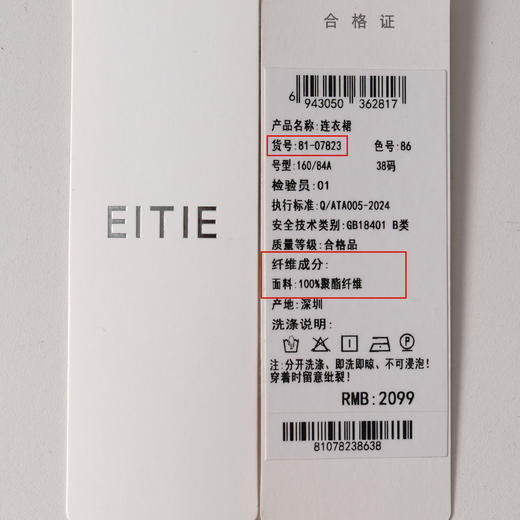 EITIE
合格证
6 943050 362817
产品名称:连衣裙
货号:81-07823 色号:86
号型:160/84A 38码
检验员:01
执行标准:Q/ATA005-2024
安全技术类别:GB18401 B类
质量等级:合格品
纤维成分:
面料:100%聚酯纤维
产地:深圳
洗涤说明:
P
注:分开洗涤、即洗即晾、不可浸泡!
穿着时留意纰裂!
RMB:2099
81078238638